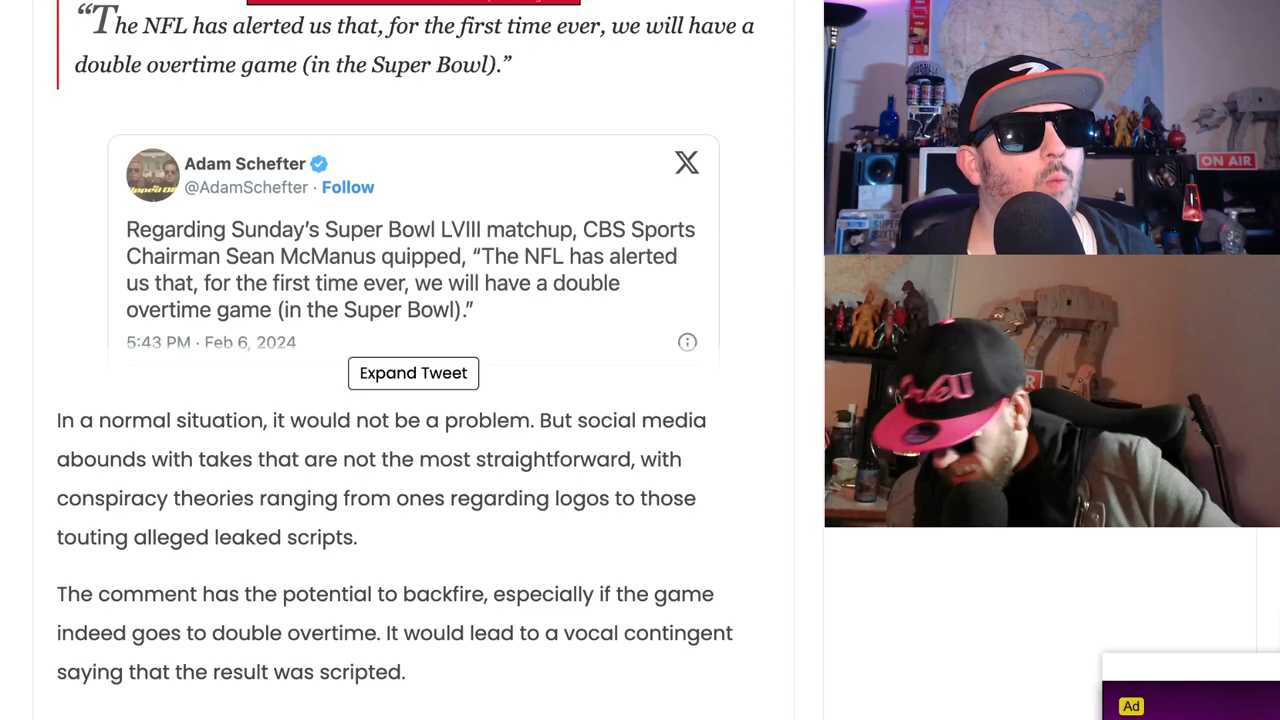 “The NFL has alerted us that, for the first time ever, we will have a
double overtime game (in the Super Bowl).”
Adam Schefter
@AdamSchefter · Follow
Regarding Sunday’s Super Bowl LVIII matchup, CBS Sports
Chairman Sean McManus quipped, “The NFL has alerted
us that, for the first time ever, we will have a double
overtime game (in the Super Bowl).”
5:43 PM · Feb 6, 2024
Expand Tweet
In a normal situation, it would not be a problem. But social media
abounds with takes that are not the most straightforward, with
conspiracy theories ranging from ones regarding logos to those
touting alleged leaked scripts.
The comment has the potential to backfire, especially if the game
indeed goes to double overtime. It would lead to a vocal contingent
saying that the result was scripted.
ON AIR
Ad